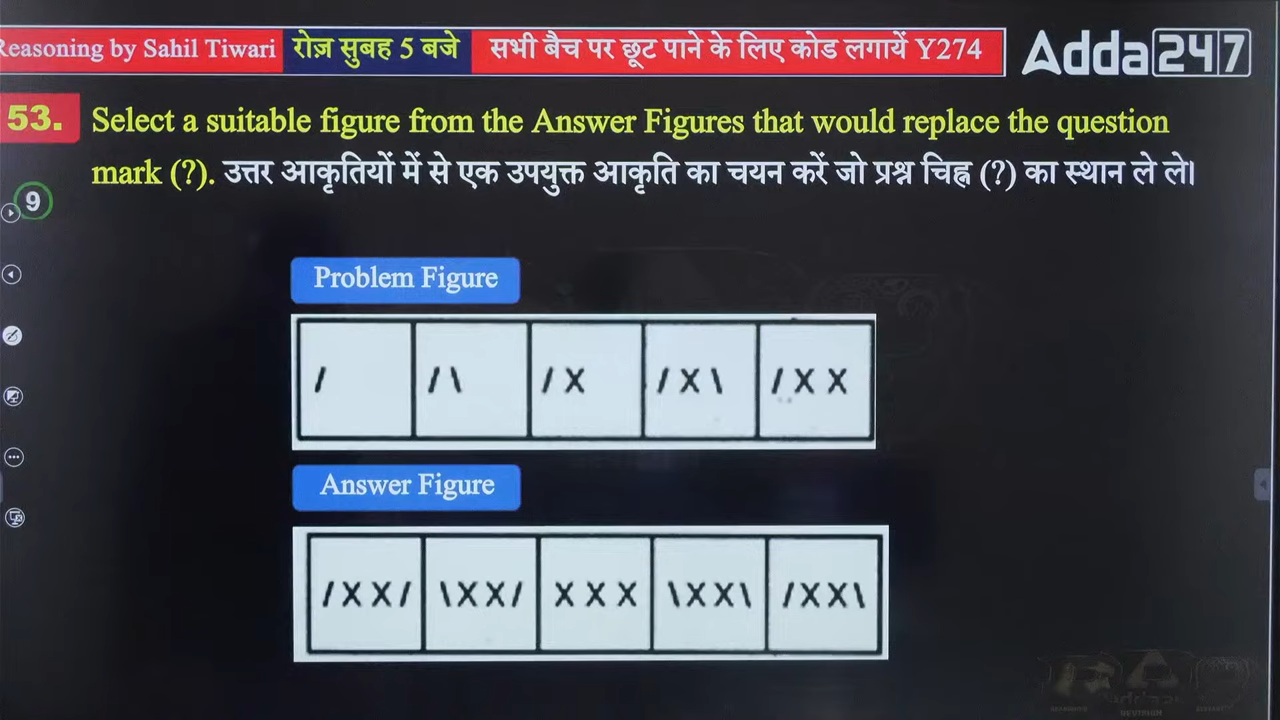 Reasoning by Sahil Tiwari रोज़ सुबह 5 बजे सभी बैच पर छूट पाने के लिए कोड लगायें Y274 Adda247
53. Select a suitable figure from the Answer Figures that would replace the question
mark (?). उत्तर आकृतियों में से एक उपयुक्त आकृति का चयन करें जो प्रश्न चिह्न (?) का स्थान ले ले।
9
Problem Figure
/ /\ /X /X\ /XX
Answer Figure
/XX/ \XX/ XXX \XX\ /XX\